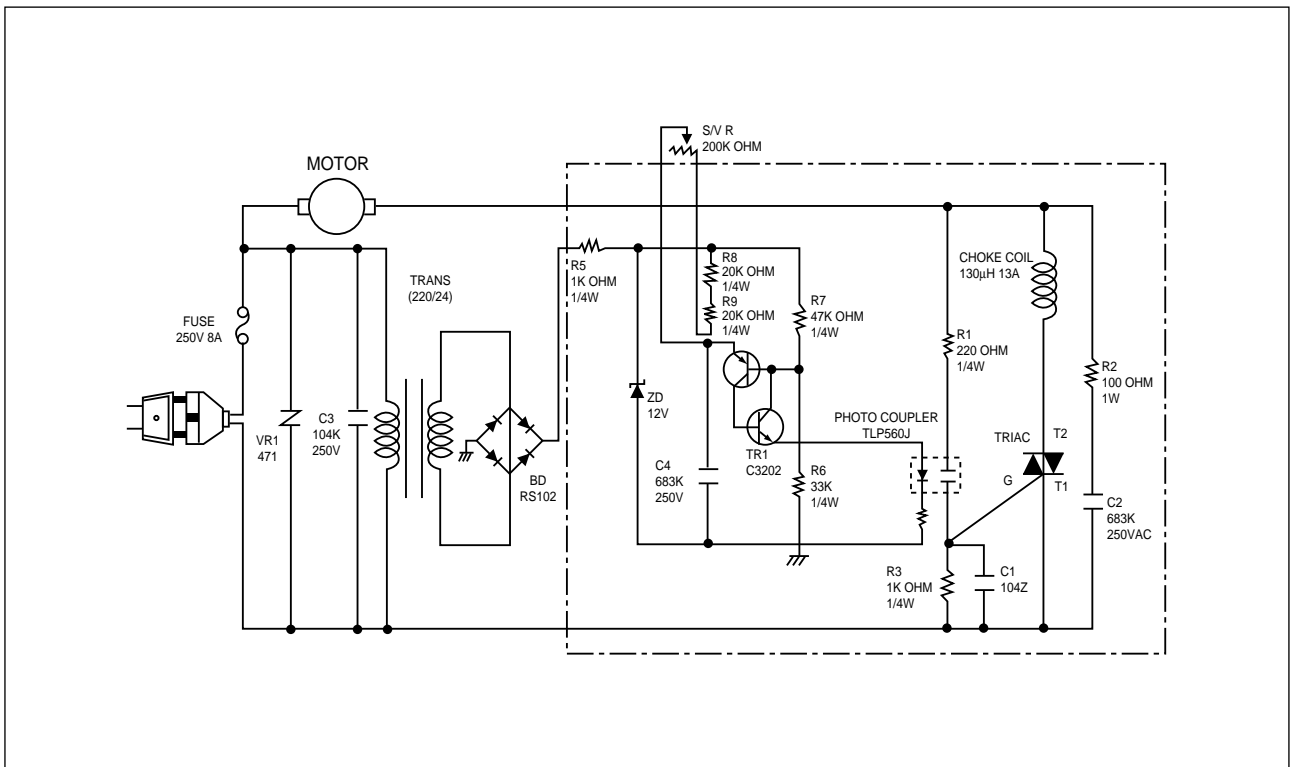 S/V R
200K OHM
MOTOR
R5
1K OHM
1/4W
R8
20K OHM
1/4W
R9
20K OHM
1/4W
R7
47K OHM
1/4W
CHOKE COIL
130μH 13A
TRANS
(220/24)
FUSE
250V 8A
R1
220 OHM
1/4W
R2
100 OHM
1W
ZD
12V
C3
104K
250V
VR1
471
PHOTO COUPLER
TLP560J
TRIAC
T2
G
T1
TR1
C3202
C4
683K
250V
R6
33K
1/4W
BD
RS102
C2
683K
250VAC
R3
1K OHM
1/4W
C1
104Z